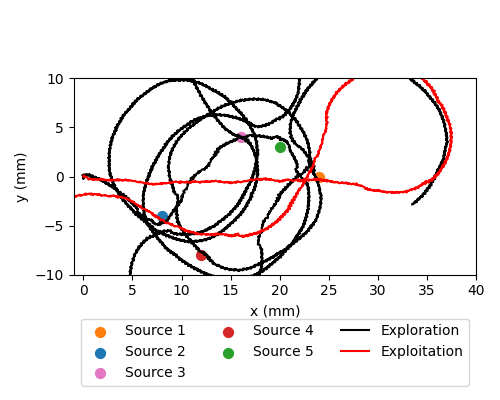 10
5
0
−5
−10
y (mm)
0 5 10 15 20 25 30 35 40
x (mm)
Source 1 Source 4 Exploration
Source 2 Source 5 Exploitation
Source 3